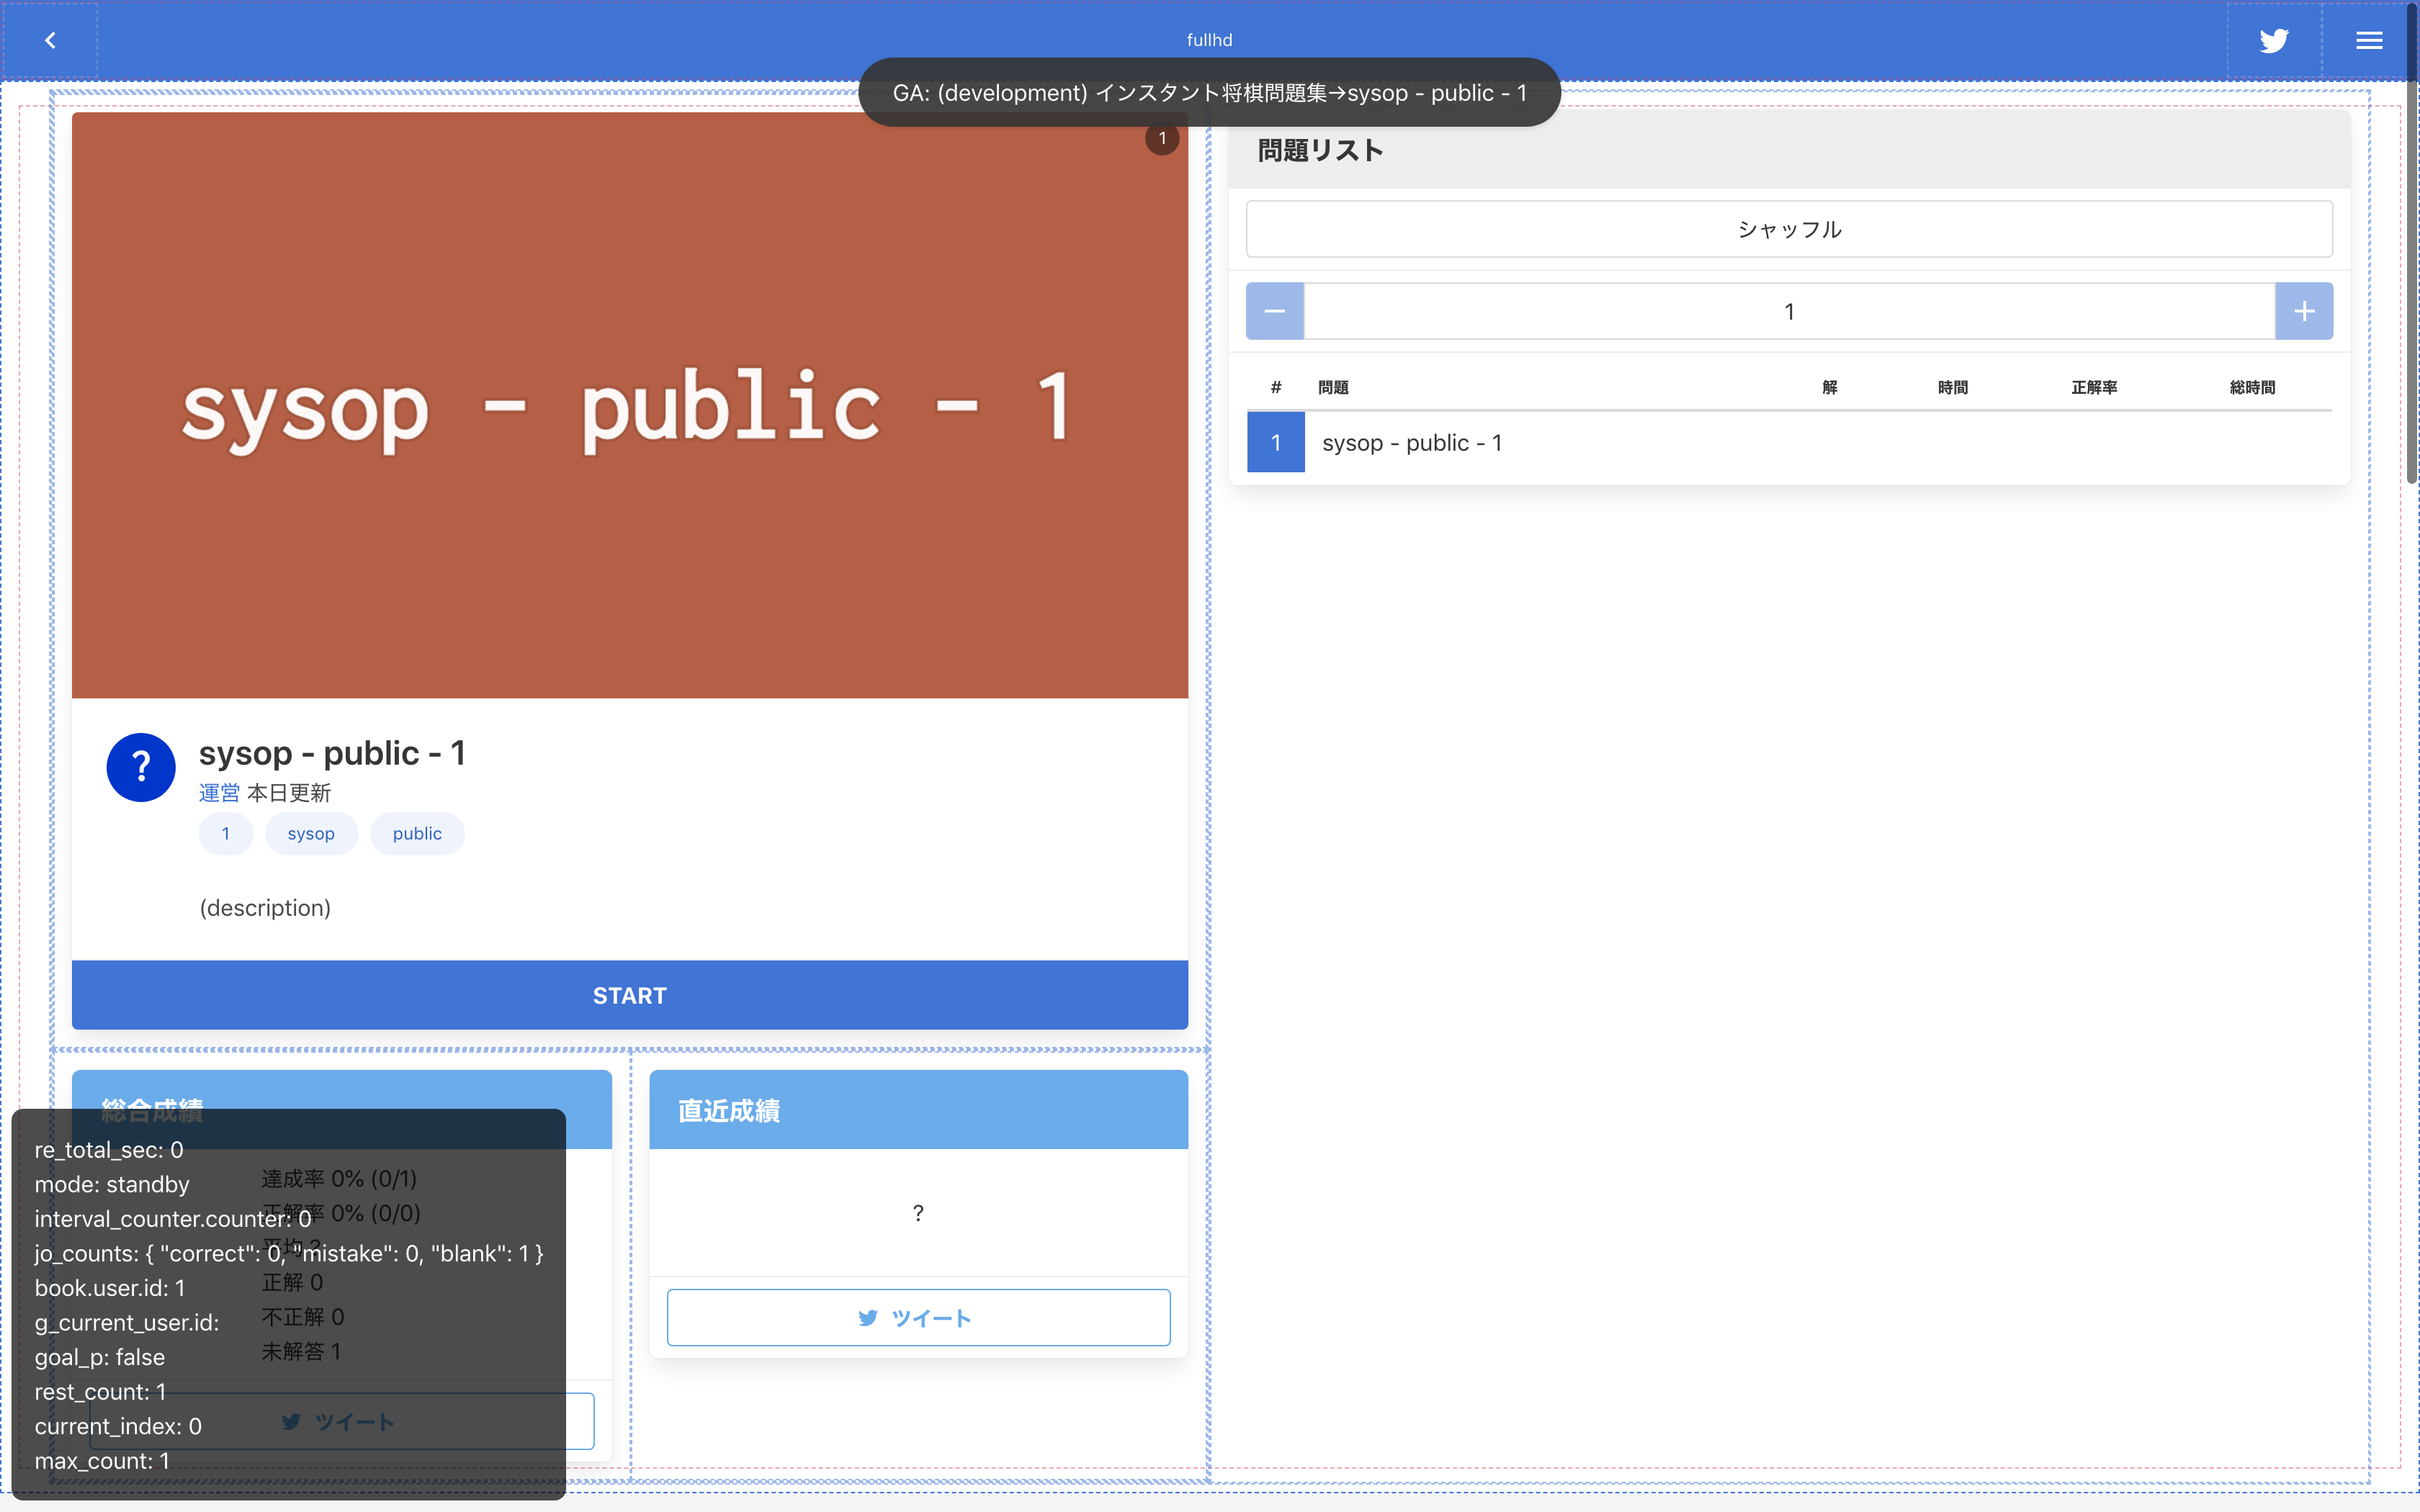 fullhd
GA: (development) インスタント将棋問題集→sysop - public - 1
1
sysop - public - 1
?
sysop - public - 1
運営 本日更新
1 sysop public
(description)
START
問題リスト
シャッフル
1
# 問題 解 時間 正解率 総時間
1 sysop - public - 1
総合成績
達成率 0% (0/1)
正解率 0% (0/0)
平均 ?
正解 0
不正解 0
未解答 1
ツイート
直近成績
?
ツイート
re_total_sec: 0
mode: standby
interval_counter.counter: 0
jo_counts: { "correct": 0, "mistake": 0, "blank": 1 }
book.user.id: 1
g_current_user.id:
goal_p: false
rest_count: 1
current_index: 0
max_count: 1